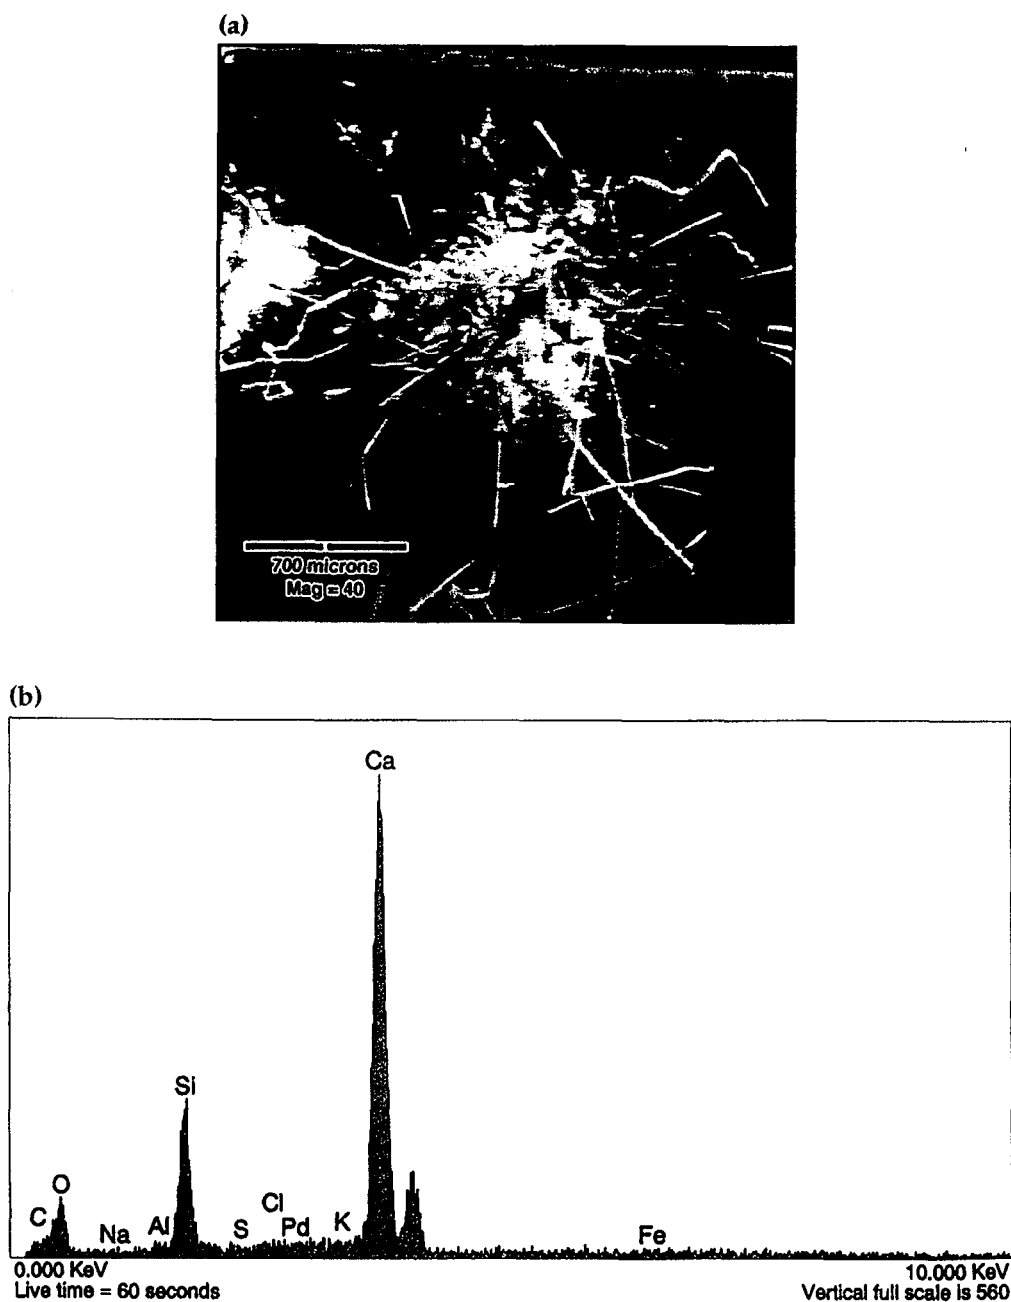 (a)
700 microns
Mag = 40
(b)
Ca
Si
O
C
Na
Al
S
Cl
Pd
K
Fe
0.000 KeV
10.000 KeV
Live time = 60 seconds
Vertical full scale is 560